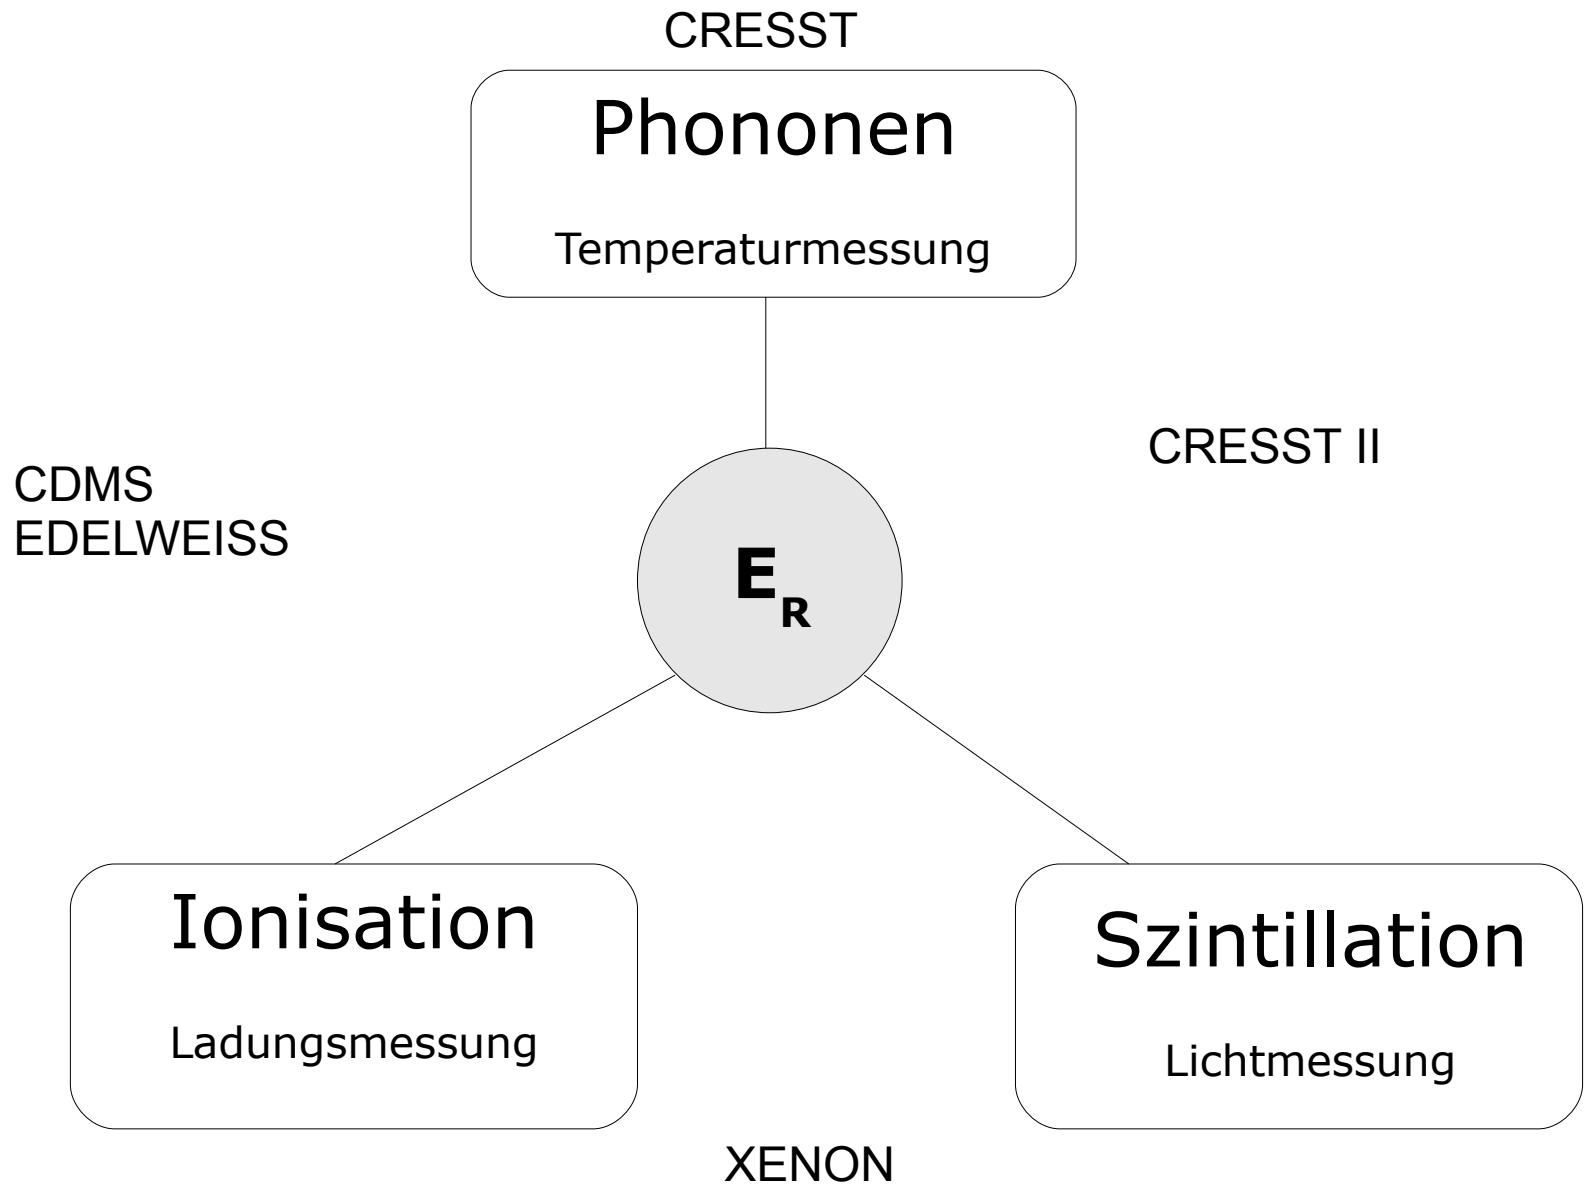 CRESST
Phononen
Temperaturmessung
CRESST II
CDMS
EDELWEISS
E_R
Ionisation
Ladungsmessung
Szintillation
Lichtmessung
XENON